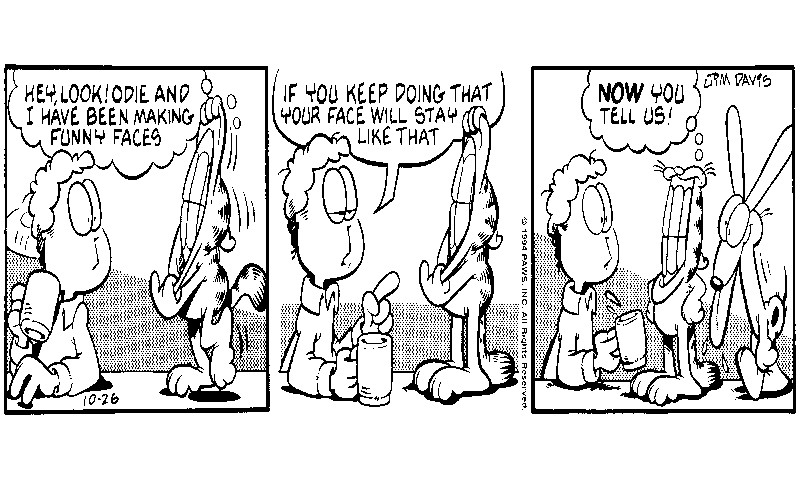 HEY, LOOK! ODIE AND
I HAVE BEEN MAKING
FUNNY FACES
10-26
IF YOU KEEP DOING THAT
YOUR FACE WILL STAY
LIKE THAT
© 1994 PAWS, INC. All Rights Reserved.
NOW YOU
TELL US!
JIM DAVIS